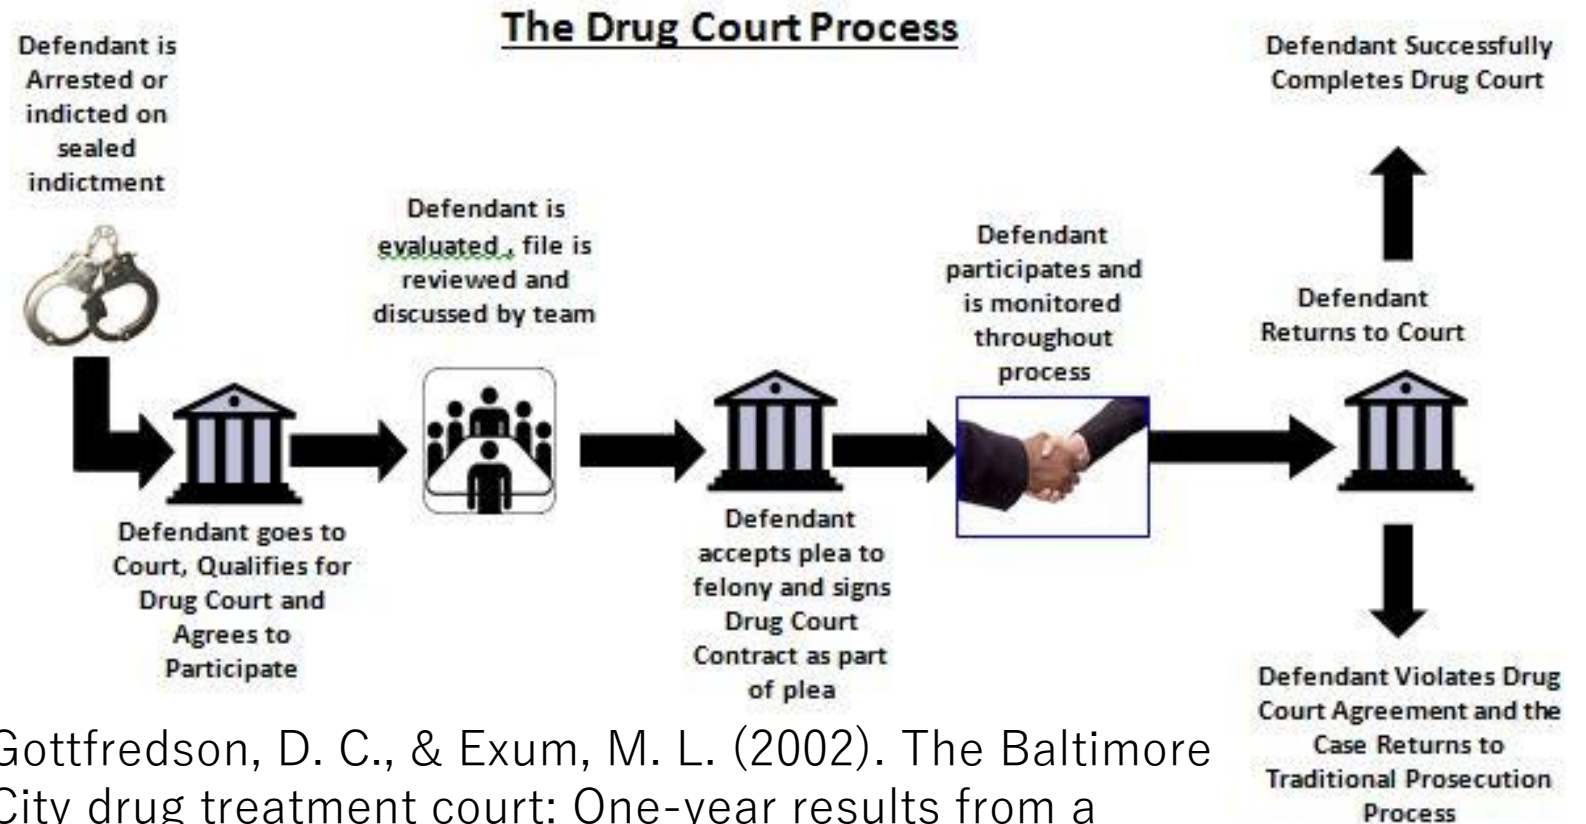 The Drug Court Process
Defendant is
Arrested or
indicted on
sealed
indictment
Defendant goes to
Court, Qualifies for
Drug Court and
Agrees to
Participate
Defendant is
evaluated , file is
reviewed and
discussed by team
Defendant
accepts plea to
felony and signs
Drug Court
Contract as part
of plea
Defendant
participates and
is monitored
throughout
process
Defendant
Returns to Court
Defendant Successfully
Completes Drug Court
Defendant Violates Drug
Court Agreement and the
Case Returns to
Traditional Prosecution
Process
Gottfredson, D. C., & Exum, M. L. (2002). The Baltimore
City drug treatment court: One-year results from a